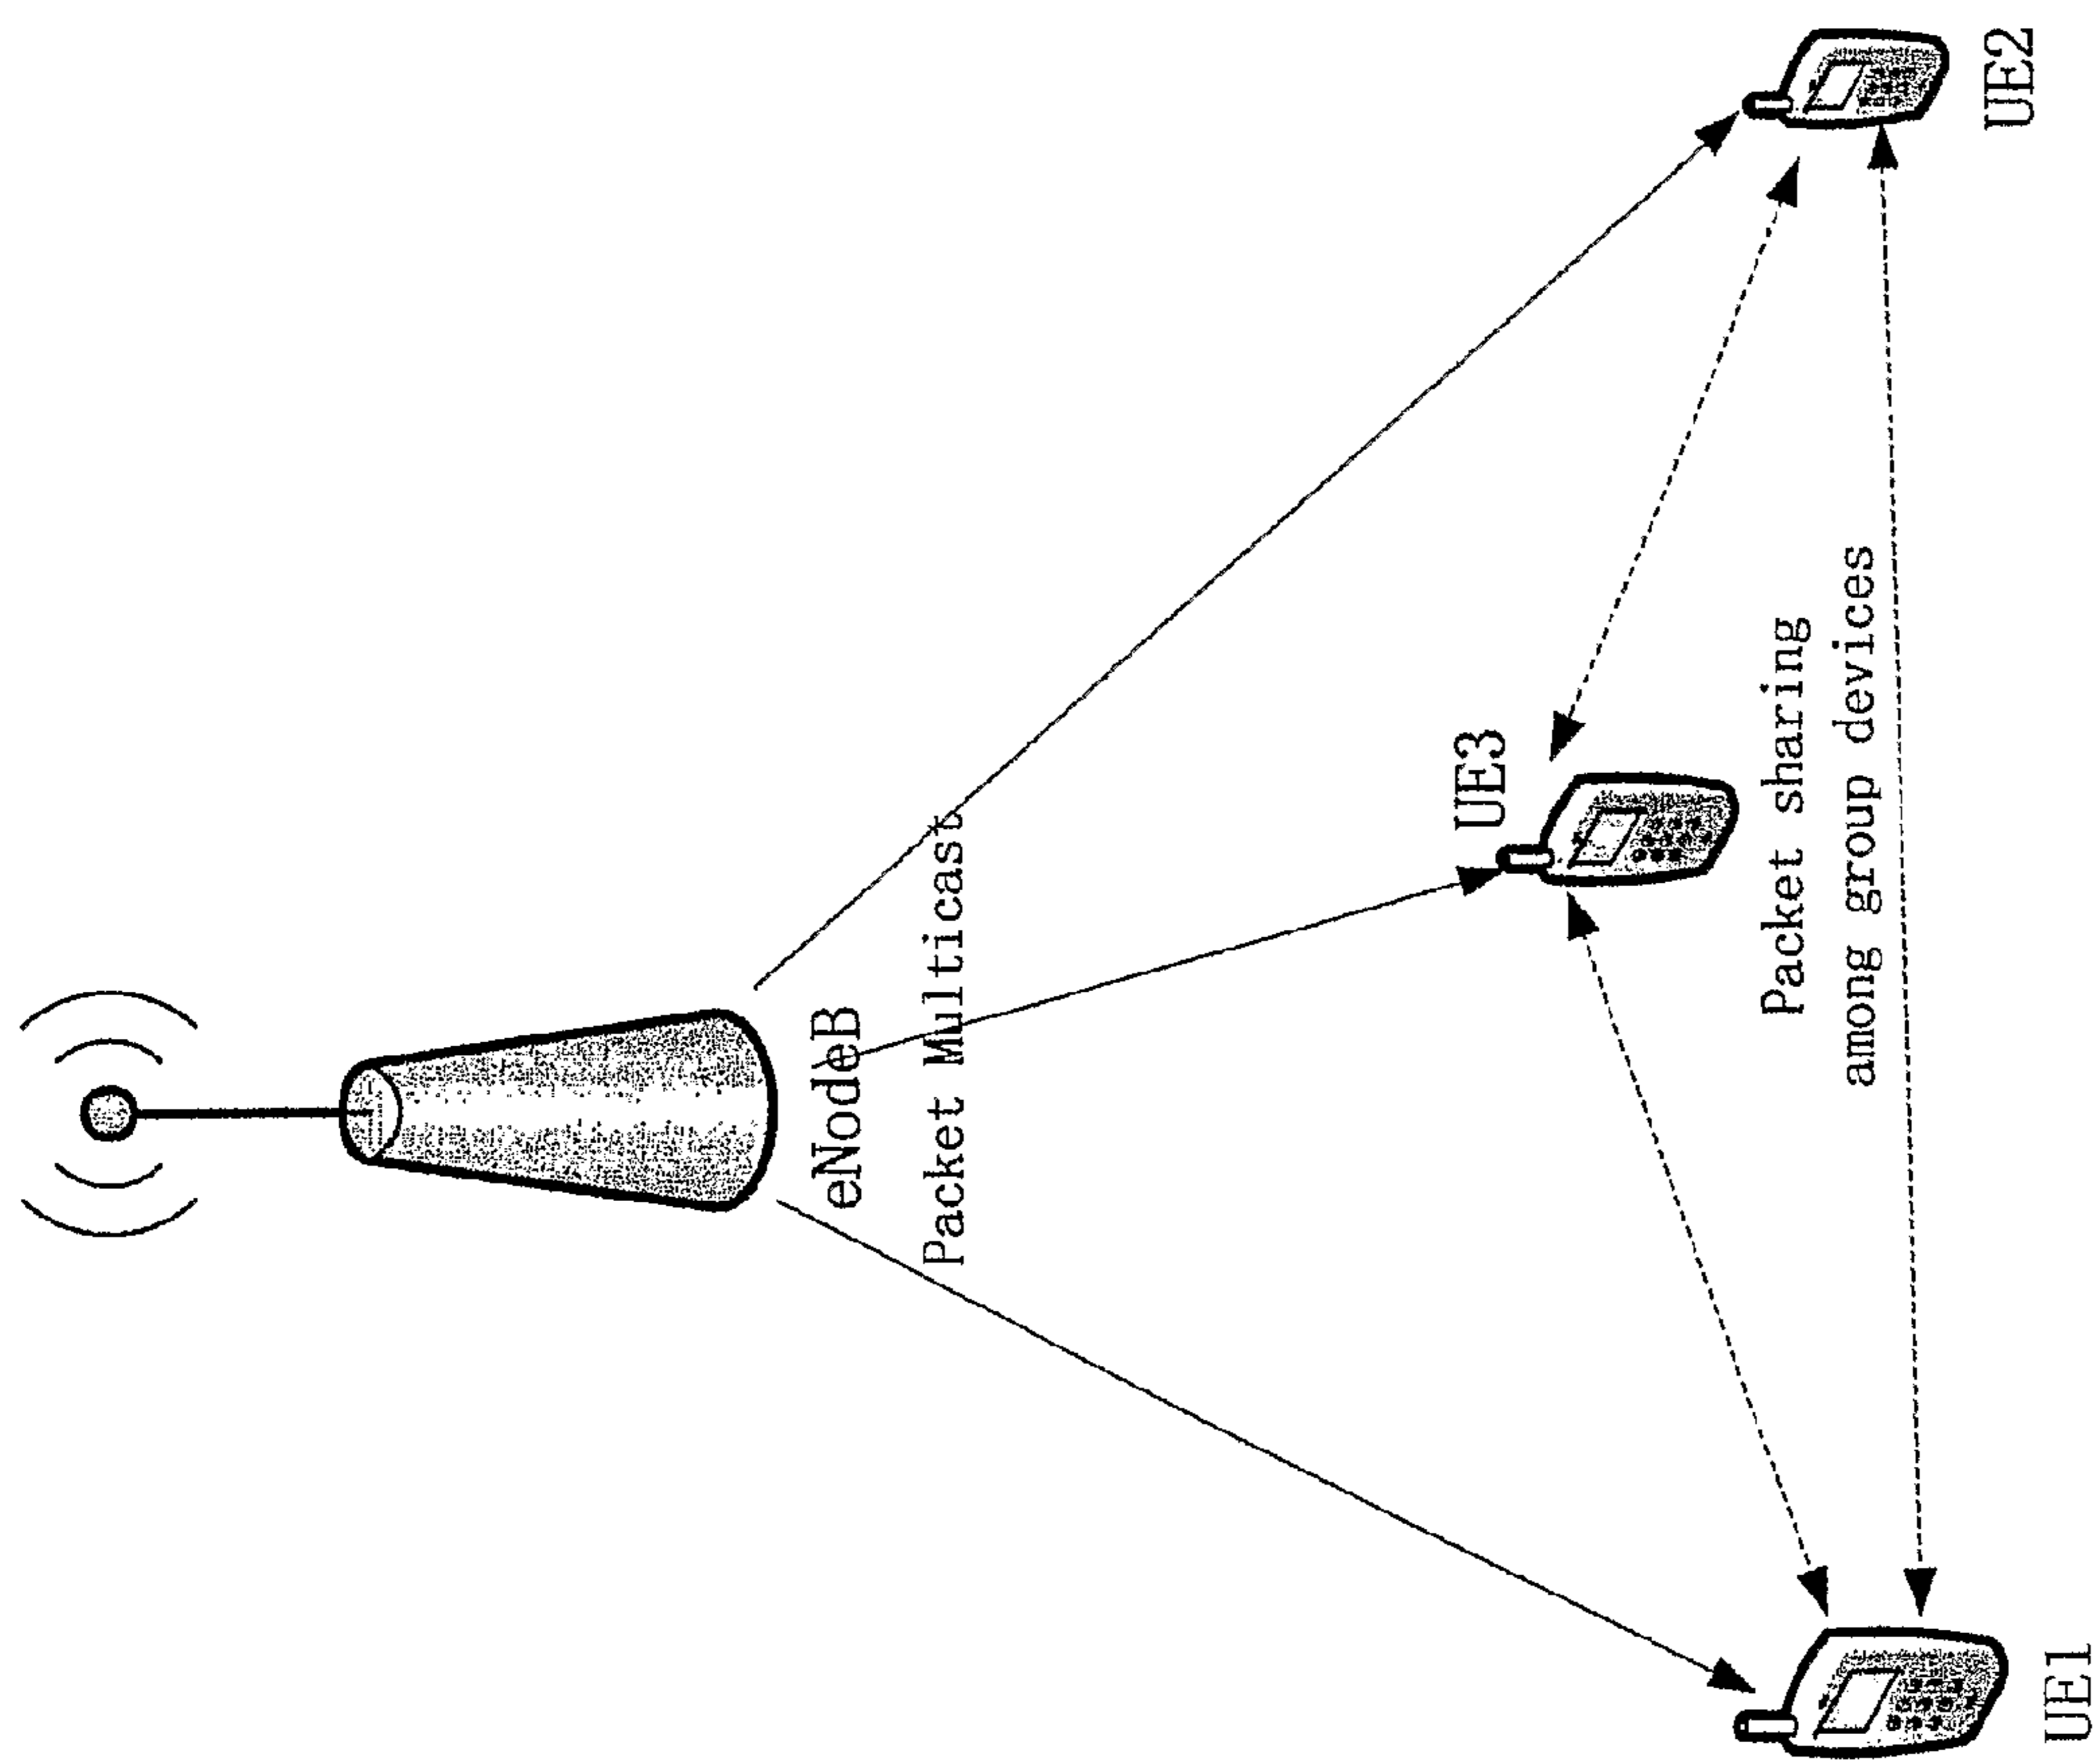 eNodeB
Packet Multicast
UE3
Packet sharing
among group devices
UE1
UE2